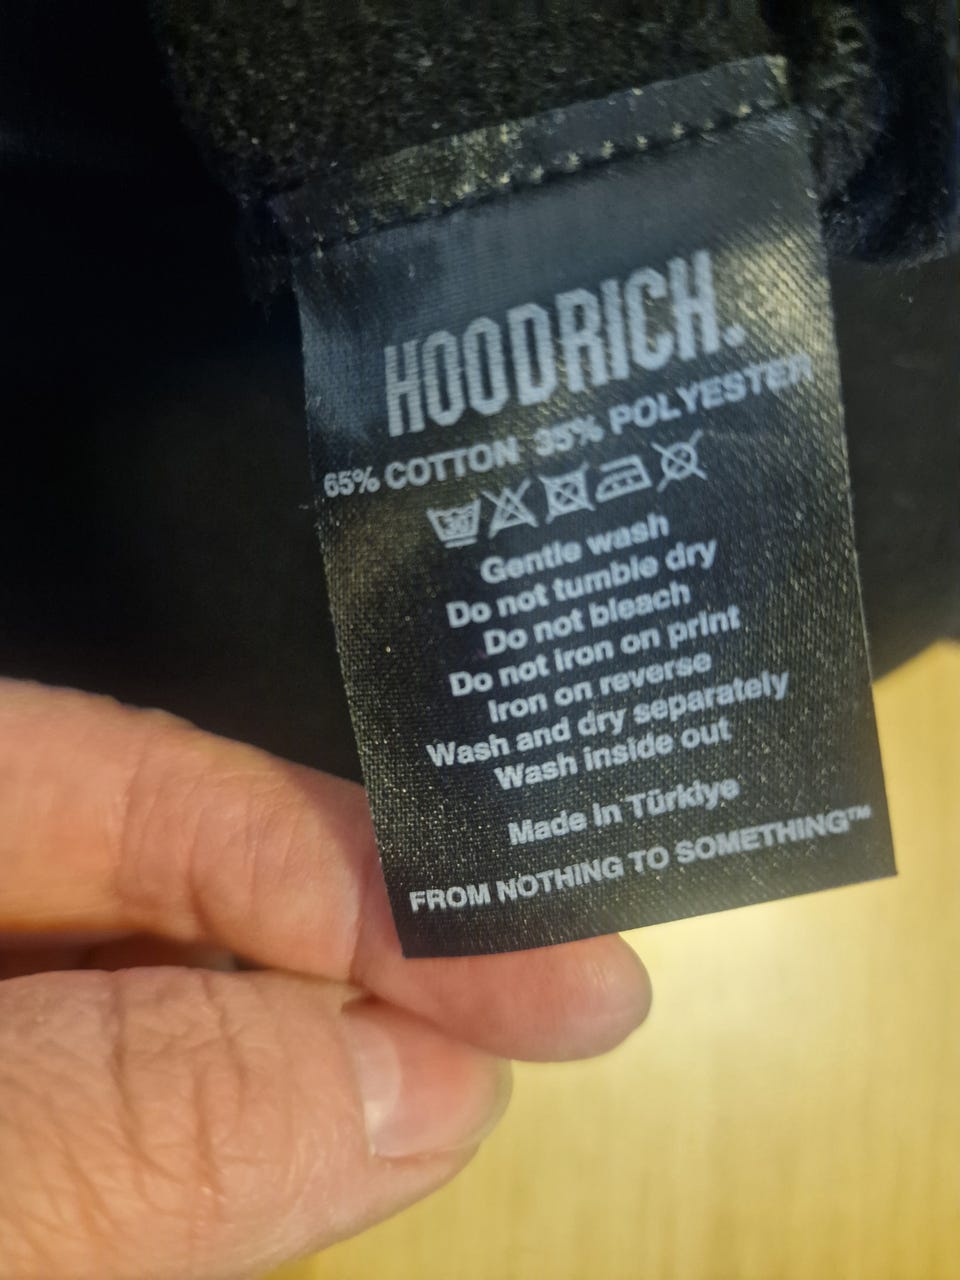 HOODRICH.
65% COTTON 35% POLYESTER
30
Gentle wash
Do not tumble dry
Do not bleach
Do not iron on print
Iron on reverse
Wash and dry separately
Wash inside out
Made in Türkiye
FROM NOTHING TO SOMETHING™